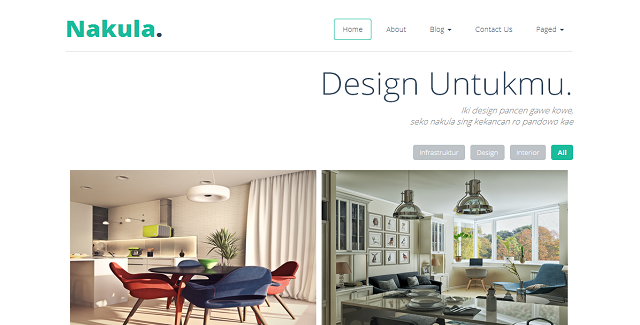 Nakula.
Home About Blog Contact Us Paged
Design Untukmu.
Iki design pancen gawe kowe,
seko nakula sing kekancan ro pandowo kae
Infrastruktur Design Interior All